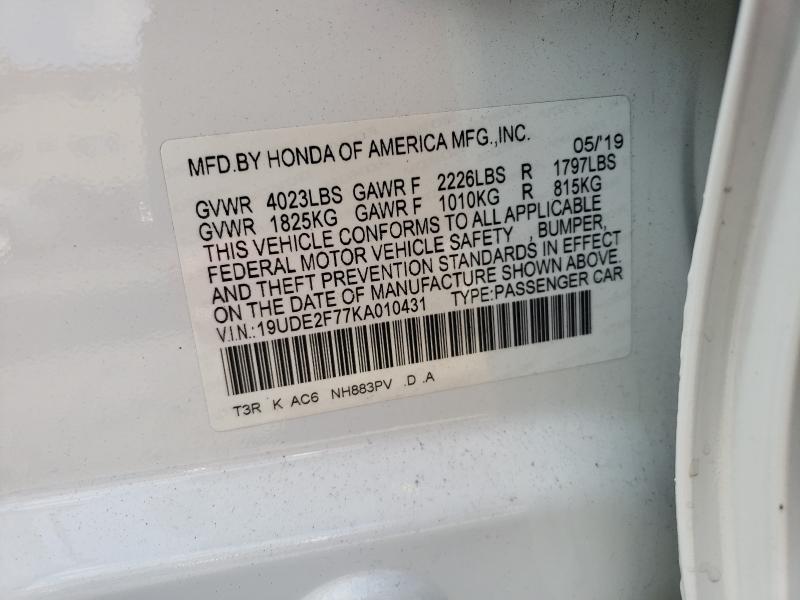 MFD.BY HONDA OF AMERICA MFG.,INC. 05/'19
GVWR 4023LBS GAWR F 2226LBS R 1797LBS
GVWR 1825KG GAWR F 1010KG R 815KG
THIS VEHICLE CONFORMS TO ALL APPLICABLE
FEDERAL MOTOR VEHICLE SAFETY , BUMPER,
AND THEFT PREVENTION STANDARDS IN EFFECT
ON THE DATE OF MANUFACTURE SHOWN ABOVE.
V.I.N.:19UDE2F77KA010431 TYPE:PASSENGER CAR
T3R K AC6 NH883PV .D .A